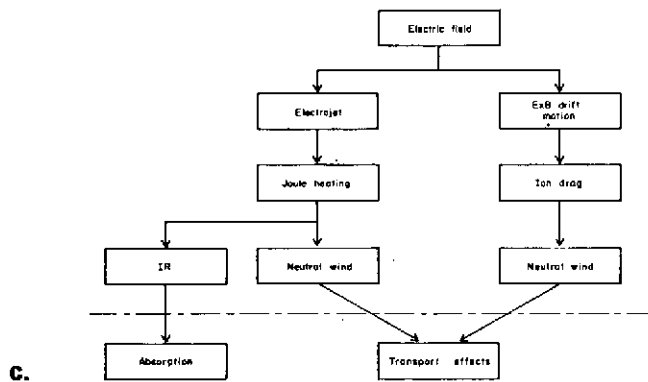 Electric field
Electrojet
ExB drift
motion
Joule heating
Ion drag
IR
Neutral wind
Neutral wind
Absorption
Transport effects
C.